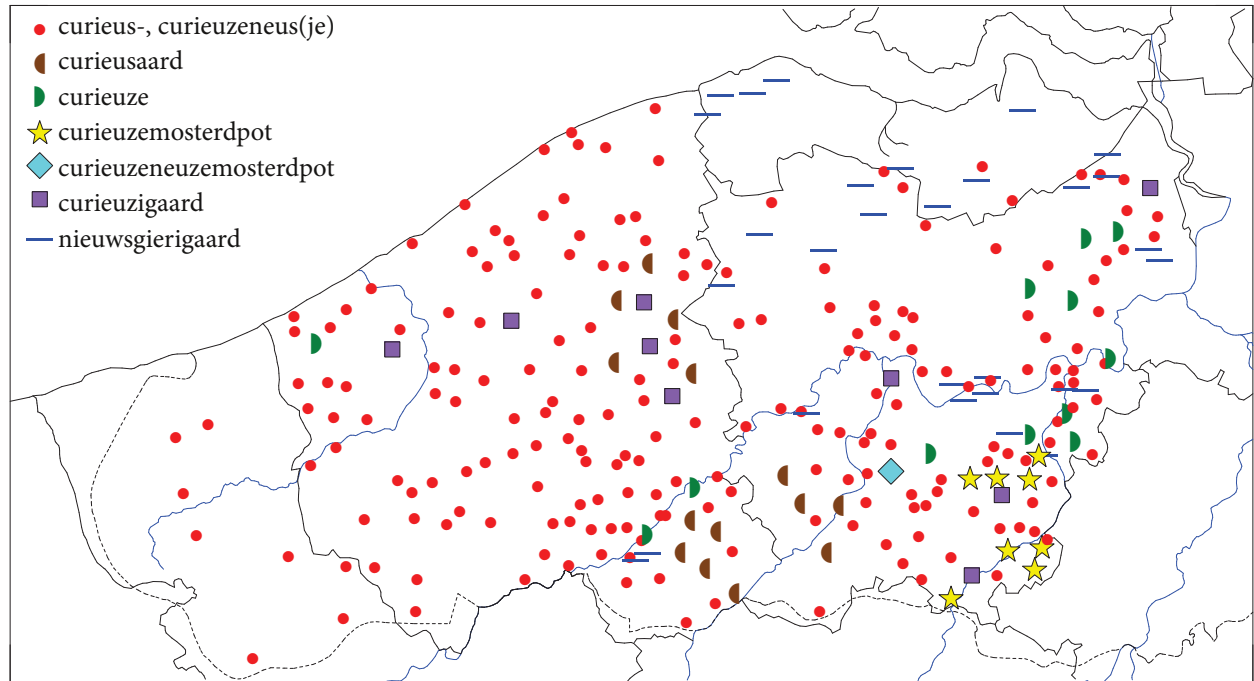 curieus-, curieuzeneus(je)
curieusaard
curieuze
curieuzemosterdpot
curieuzeneuzemosterdpot
curieuzigaard
nieuwsgierigaard